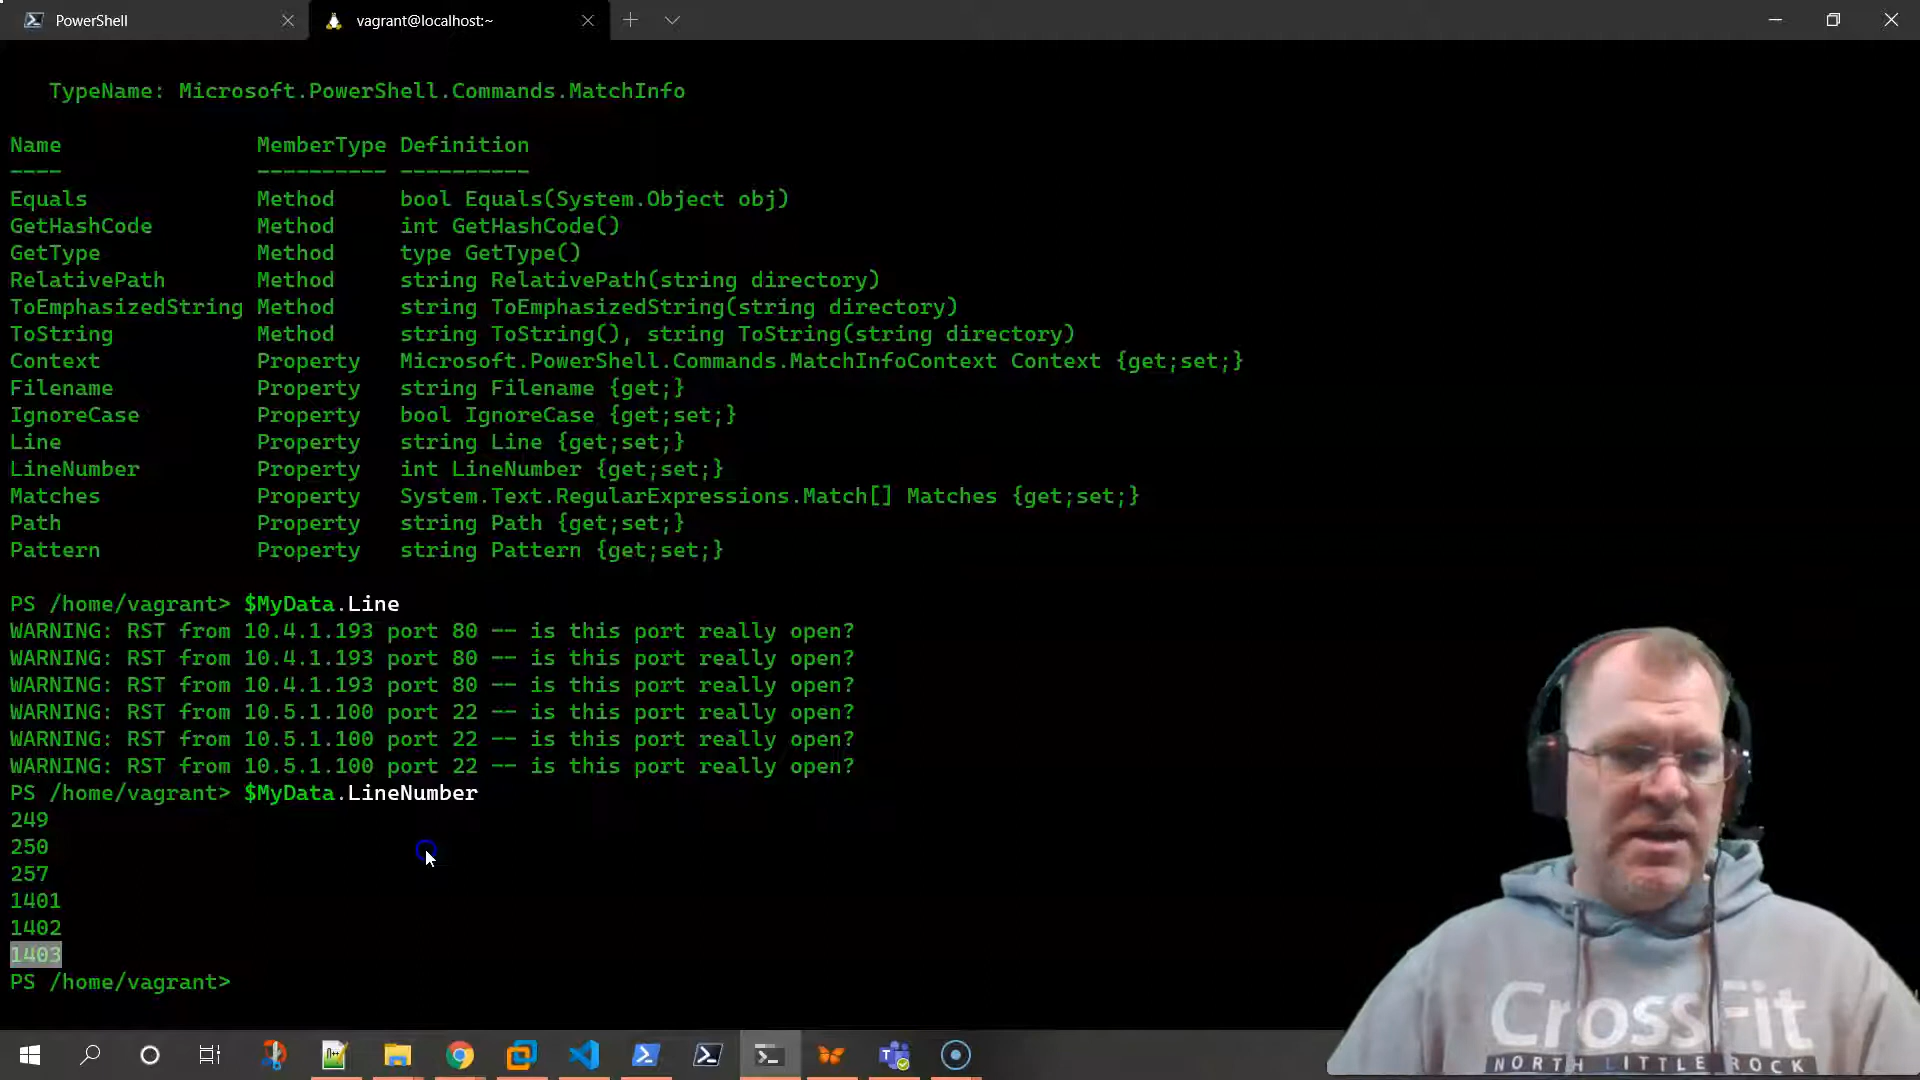 PowerShell
vagrant@localhost:~
TypeName: Microsoft.PowerShell.Commands.MatchInfo
Name MemberType Definition
---- ---------- ----------
Equals Method bool Equals(System.Object obj)
GetHashCode Method int GetHashCode()
GetType Method type GetType()
RelativePath Method string RelativePath(string directory)
ToEmphasizedString Method string ToEmphasizedString(string directory)
ToString Method string ToString(), string ToString(string directory)
Context Property Microsoft.PowerShell.Commands.MatchInfoContext Context {get;set;}
Filename Property string Filename {get;}
IgnoreCase Property bool IgnoreCase {get;set;}
Line Property string Line {get;set;}
LineNumber Property int LineNumber {get;set;}
Matches Property System.Text.RegularExpressions.Match[] Matches {get;set;}
Path Property string Path {get;set;}
Pattern Property string Pattern {get;set;}
PS /home/vagrant> $MyData.Line
WARNING: RST from 10.4.1.193 port 80 -- is this port really open?
WARNING: RST from 10.4.1.193 port 80 -- is this port really open?
WARNING: RST from 10.4.1.193 port 80 -- is this port really open?
WARNING: RST from 10.5.1.100 port 22 -- is this port really open?
WARNING: RST from 10.5.1.100 port 22 -- is this port really open?
WARNING: RST from 10.5.1.100 port 22 -- is this port really open?
PS /home/vagrant> $MyData.LineNumber
249
250
257
1401
1402
1403
PS /home/vagrant>
CrossFit
NORTH LITTLE ROCK